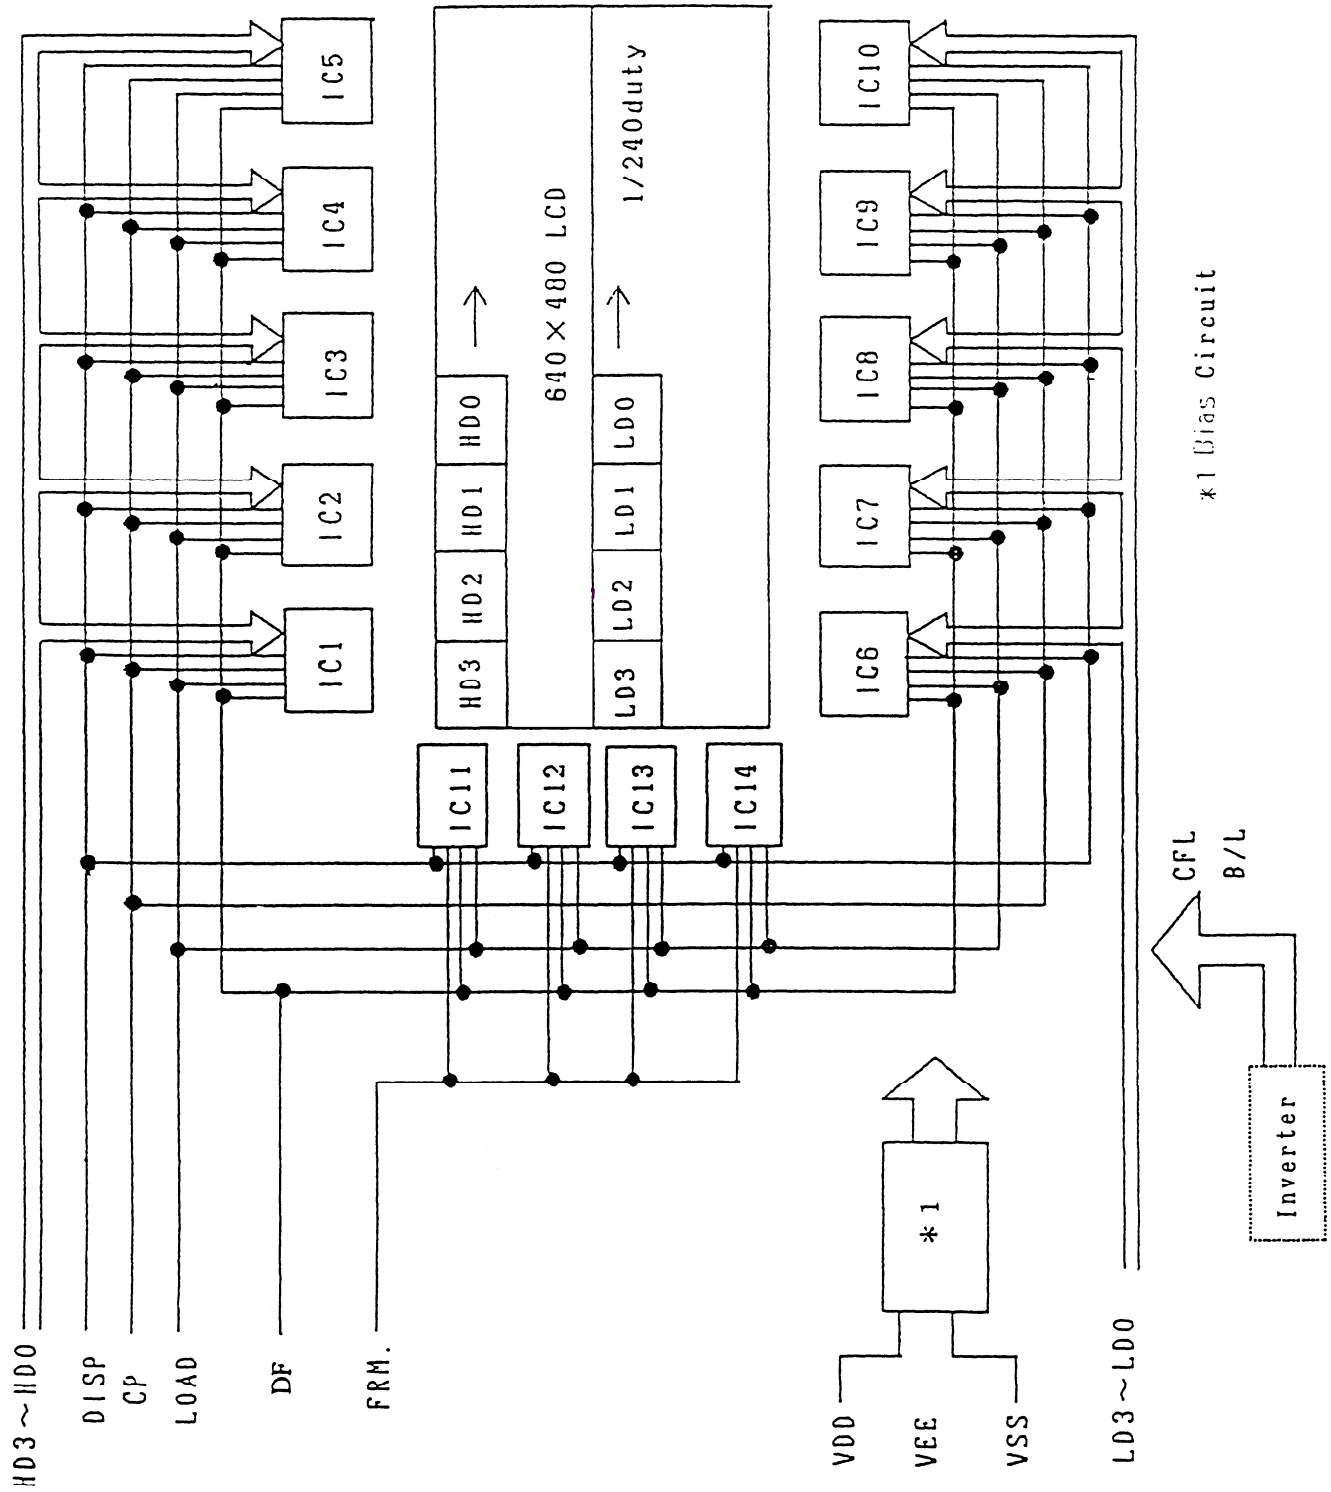 HD3~HD0
DISP
CP
LOAD
DF
FRM.
IC1
IC2
IC3
IC4
IC5
IC11
IC12
IC13
IC14
HD3
HD2
HD1
HD0
640×480 LCD
LD3
LD2
LD1
LD0
1/240duty
IC6
IC7
IC8
IC9
IC10
VDD
VEE
VSS
*1
LD3~LD0
CFL
B/L
*1 Bias Circuit
Inverter